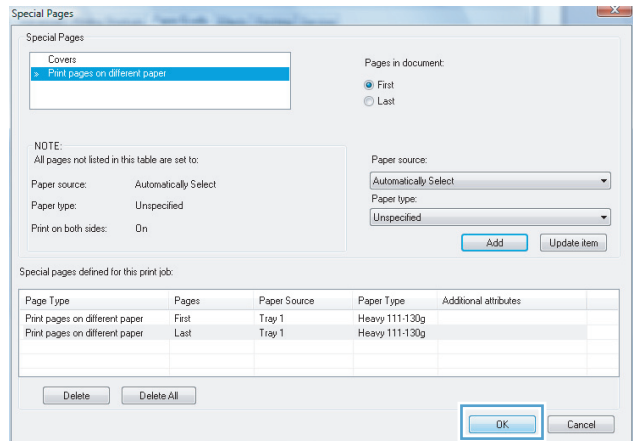 Special Pages
Special Pages
Covers
» Print pages on different paper
Pages in document:
First
Last
NOTE:
All pages not listed in this table are set to:
Paper source: Automatically Select
Paper type: Unspecified
Print on both sides: On
Paper source:
Automatically Select
Paper type:
Unspecified
Add Update item
Special pages defined for this print job:
Page Type Pages Paper Source Paper Type Additional attributes
Print pages on different paper First Tray 1 Heavy 111-130g
Print pages on different paper Last Tray 1 Heavy 111-130g
Delete Delete All
OK Cancel